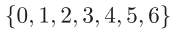 {0, 1, 2, 3, 4, 5, 6}